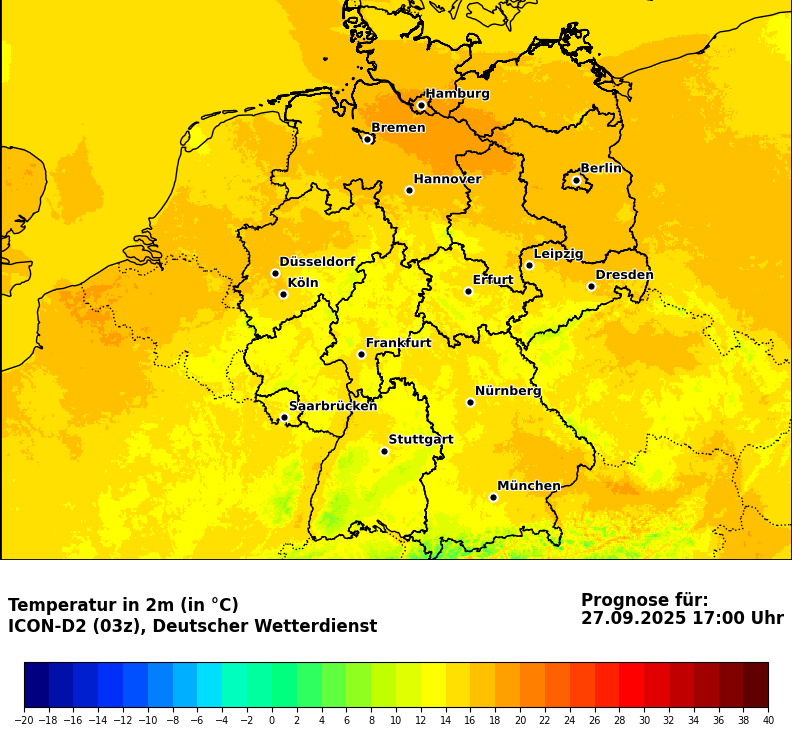 Hamburg
Bremen
Berlin
Hannover
Düsseldorf
Leipzig
Köln
Erfurt
Dresden
Frankfurt
Nürnberg
Saarbrücken
Stuttgart
München
Temperatur in 2m (in °C)
ICON-D2 (03z), Deutscher Wetterdienst
Prognose für:
27.09.2025 17:00 Uhr
−20 −18 −16 −14 −12 −10 −8 −6 −4 −2 0 2 4 6 8 10 12 14 16 18 20 22 24 26 28 30 32 34 36 38 40